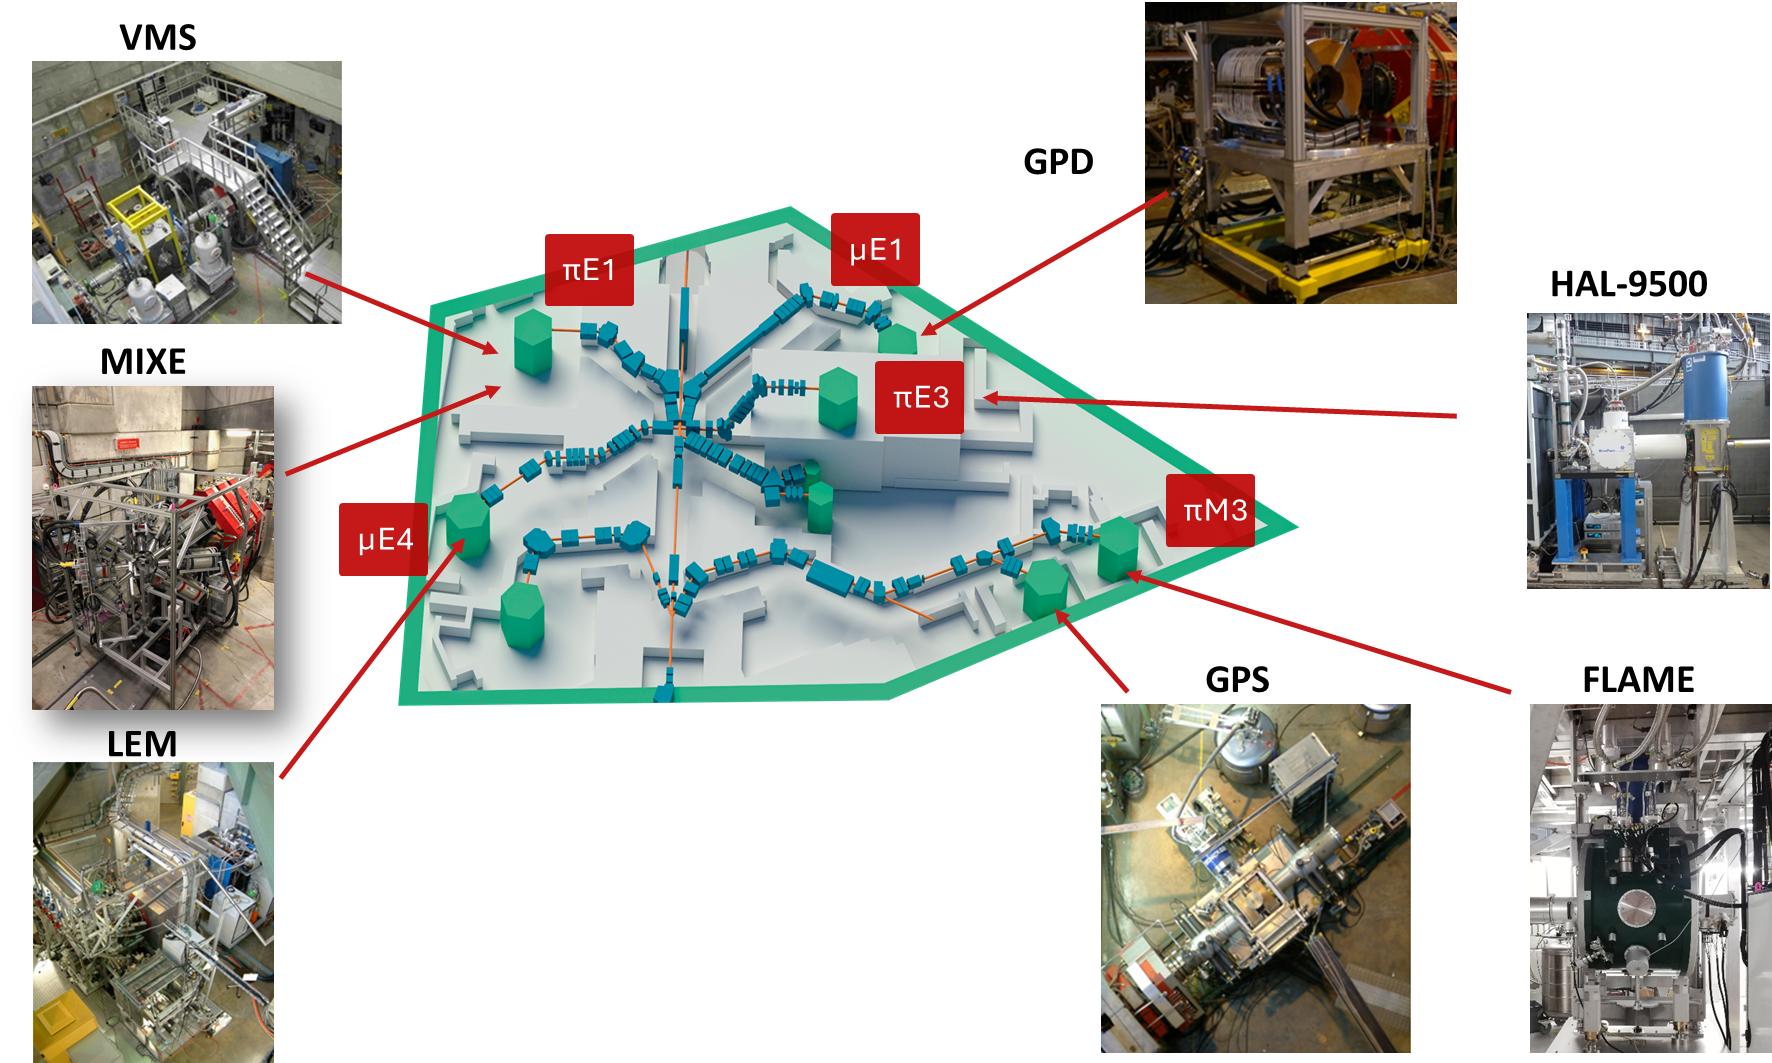 VMS
GPD
μE1
πE1
HAL-9500
MIXE
πE3
πM3
μE4
GPS
FLAME
LEM